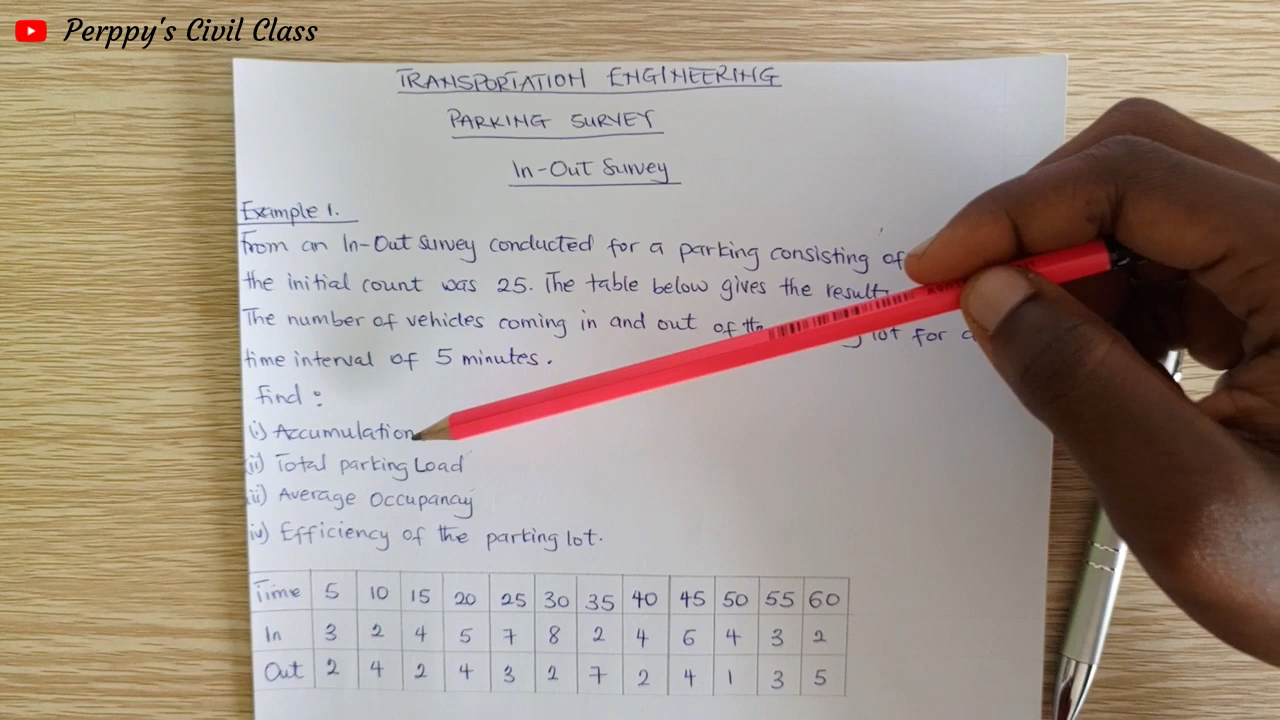 Perppy's Civil Class
TRANSPORTATION ENGINEERING
PARKING SURVEY
In-Out Survey
Example 1.
From an In-Out survey conducted for a parking consisting of
the initial count was 25. The table below gives the result
The number of vehicles coming in and out of the lot for
time interval of 5 minutes.
Find :
(i) Accumulation
(ii) Total parking Load
(iii) Average Occupancy
(iv) Efficiency of the parking lot.
Time 5 10 15 20 25 30 35 40 45 50 55 60
In 3 2 4 5 7 8 2 4 6 4 3 2
Out 2 4 2 4 3 2 7 2 4 1 3 5